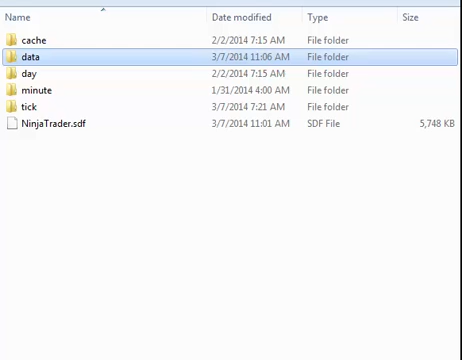 Name Date modified Type Size
cache 2/2/2014 7:15 AM File folder
data 3/7/2014 11:06 AM File folder
day 2/2/2014 7:15 AM File folder
minute 1/31/2014 4:00 AM File folder
tick 3/7/2014 7:21 AM File folder
NinjaTrader.sdf 3/7/2014 11:01 AM SDF File 5,748 KB